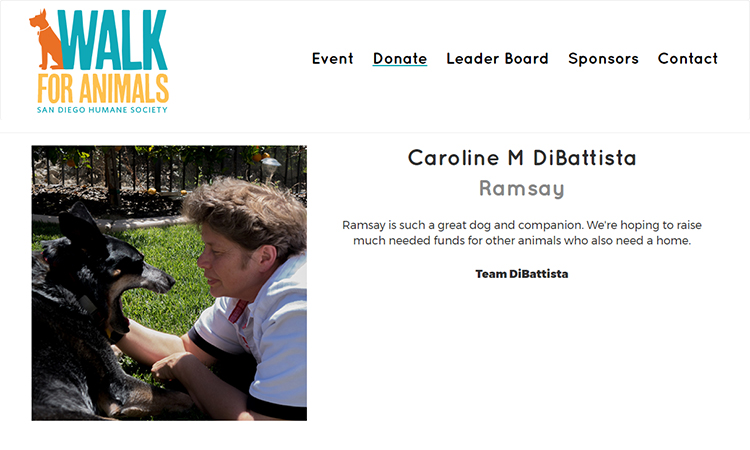 WALK
FOR ANIMALS
SAN DIEGO HUMANE SOCIETY
Event Donate Leader Board Sponsors Contact
Caroline M DiBattista
Ramsay
Ramsay is such a great dog and companion. We're hoping to raise
much needed funds for other animals who also need a home.
Team DiBattista